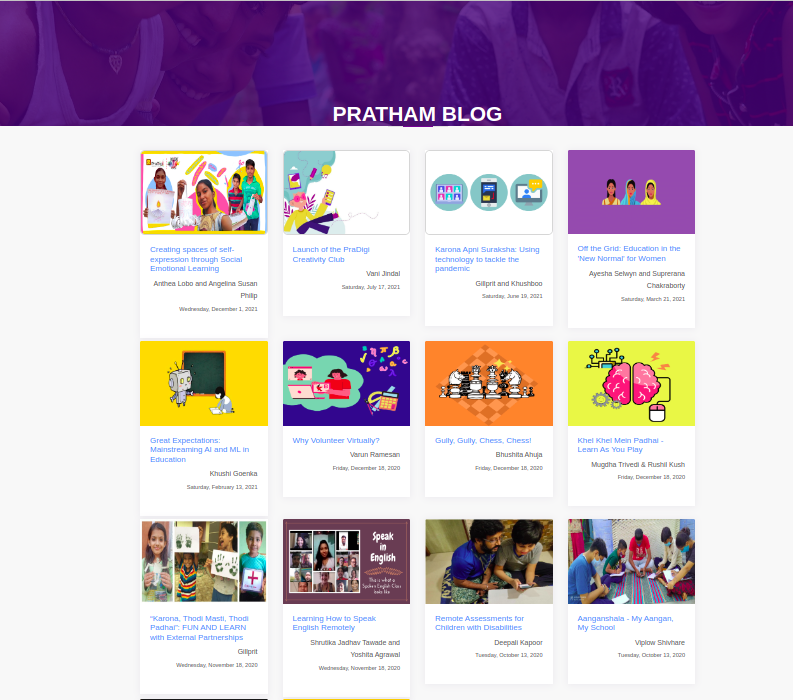 PRATHAM BLOG
Creating spaces of self-
expression through Social
Emotional Learning
Anthea Lobo and Angelina Susan
Philip
Wednesday, December 1, 2021
Launch of the PraDigi
Creativity Club
Vani Jindal
Saturday, July 17, 2021
Karona Apni Suraksha: Using
technology to tackle the
pandemic
Gillprit and Khushboo
Saturday, June 19, 2021
Off the Grid: Education in the
'New Normal' for Women
Ayesha Selwyn and Suprerana
Chakraborty
Saturday, March 21, 2021
Great Expectations:
Mainstreaming AI and ML in
Education
Khushi Goenka
Saturday, February 13, 2021
Why Volunteer Virtually?
Varun Ramesan
Friday, December 18, 2020
Gully, Gully, Chess, Chess!
Bhushita Ahuja
Friday, December 18, 2020
Khel Khel Mein Padhai -
Learn As You Play
Mugdha Trivedi & Rushil Kush
Friday, December 18, 2020
"Karona, Thodi Masti, Thodi
Padhai": FUN AND LEARN
with External Partnerships
Gillprit
Wednesday, November 18, 2020
Speak
in
English
This is what a
Spoken English Class
looks like
Learning How to Speak
English Remotely
Shrutika Jadhav Tawade and
Yoshita Agrawal
Wednesday, November 18, 2020
Remote Assessments for
Children with Disabilities
Deepali Kapoor
Tuesday, October 13, 2020
Aanganshala - My Aangan,
My School
Viplow Shivhare
Tuesday, October 13, 2020